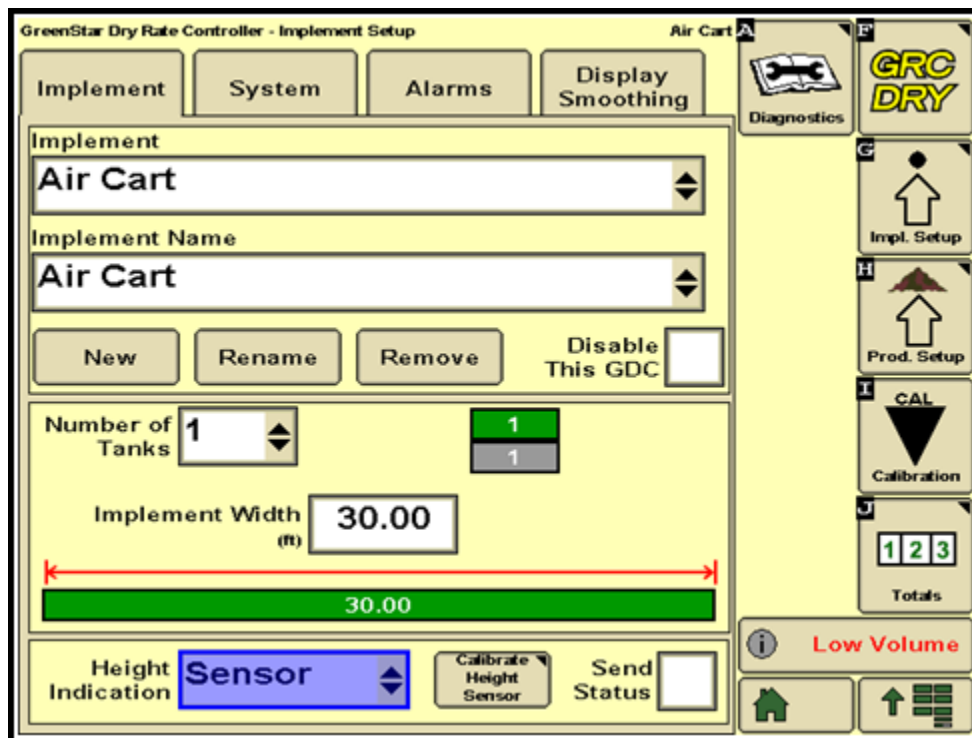 GreenStar Dry Rate Controller - Implement Setup
Air Cart
Implement
System
Alarms
Display
Smoothing
Implement
Air Cart
Implement Name
Air Cart
New
Rename
Remove
Disable
This GDC
Number of
Tanks
1
1
1
Implement Width
(ft)
30.00
30.00
Height
Indication
Sensor
Calibrate
Height
Sensor
Send
Status
A
Diagnostics
F
GRC
DRY
G
Impl. Setup
H
Prod. Setup
I
CAL
Calibration
J
1 2 3
Totals
i
Low Volume